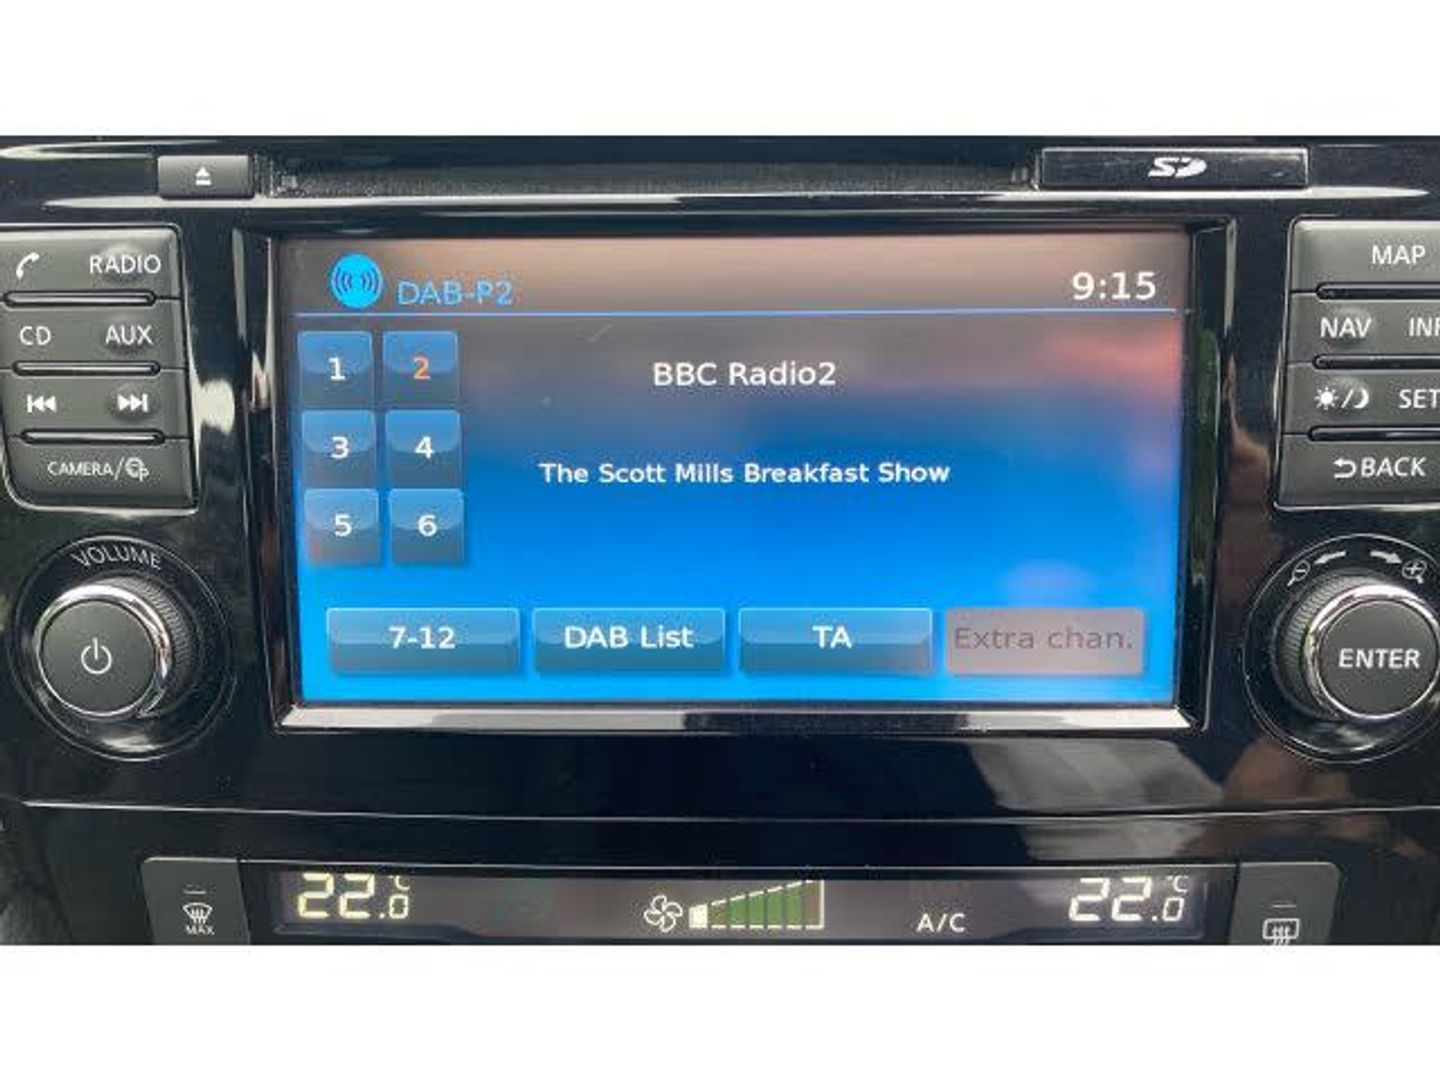 SD
RADIO
MAP
DAB-P2
9:15
CD AUX
NAV
1 2
BBC Radio2
3 4
The Scott Mills Breakfast Show
CAMERA/
BACK
5 6
VOLUME
7-12 DAB List TA Extra chan.
ENTER
22.0°C
A/C
22.0°C
MAX